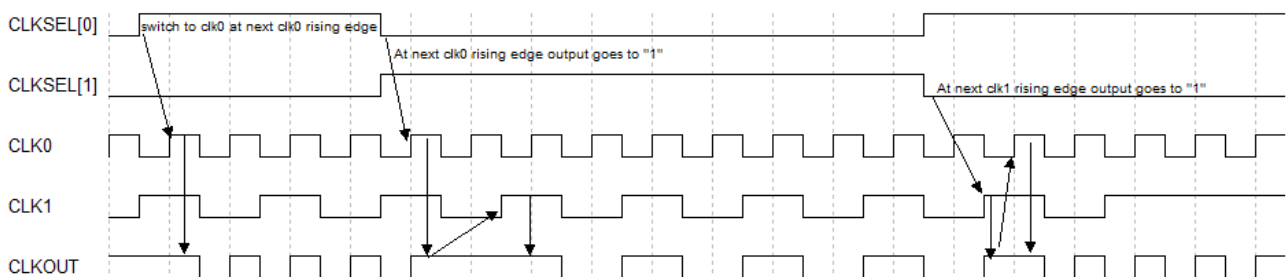 CLKSEL[0]
switch to clk0 at next clk0 rising edge
At next clk0 rising edge output goes to "1"
CLKSEL[1]
At next clk1 rising edge output goes to "1"
CLK0
CLK1
CLKOUT